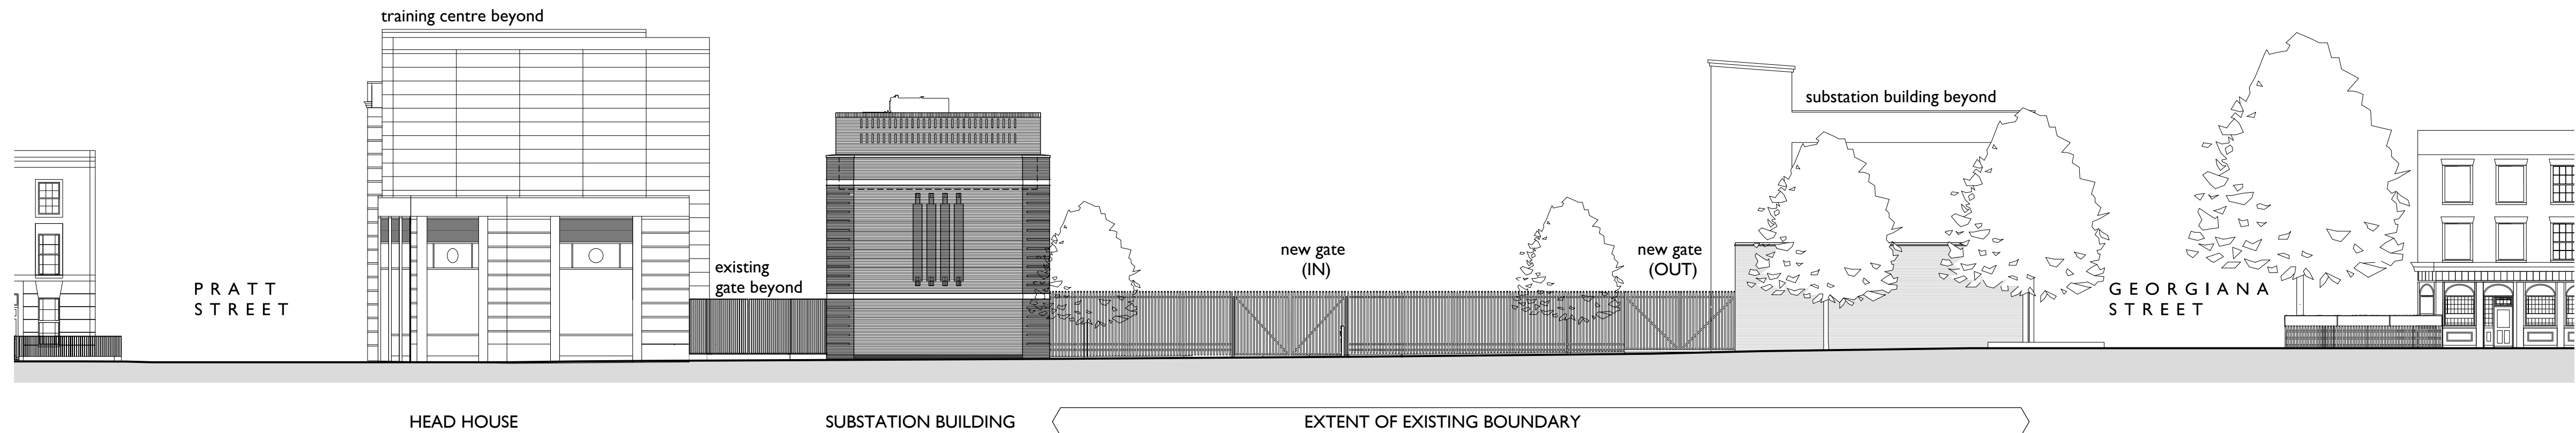 training centre beyond
substation building beyond
new gate
(IN)
new gate
(OUT)
existing
gate beyond
PRATT
STREET
GEORGIANA
STREET
HEAD HOUSE
SUBSTATION BUILDING
EXTENT OF EXISTING BOUNDARY